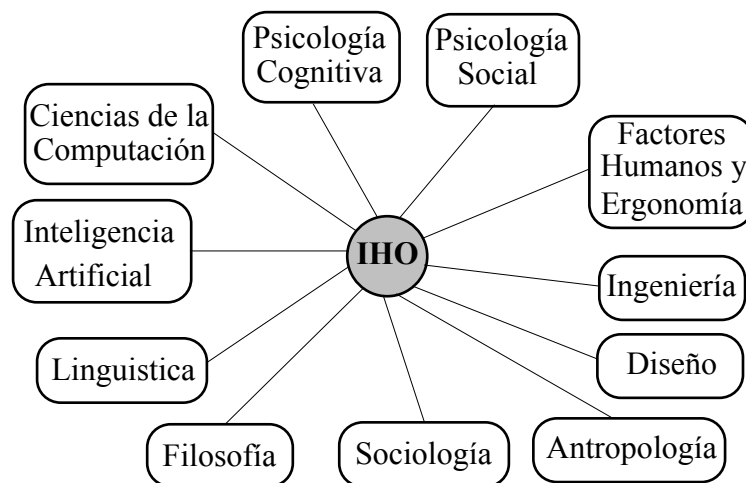 Psicología
Cognitiva
Psicología
Social
Ciencias de la
Computación
Factores
Humanos y
Ergonomía
Inteligencia
Artificial
IHO
Ingeniería
Linguistica
Diseño
Filosofía
Sociología
Antropología